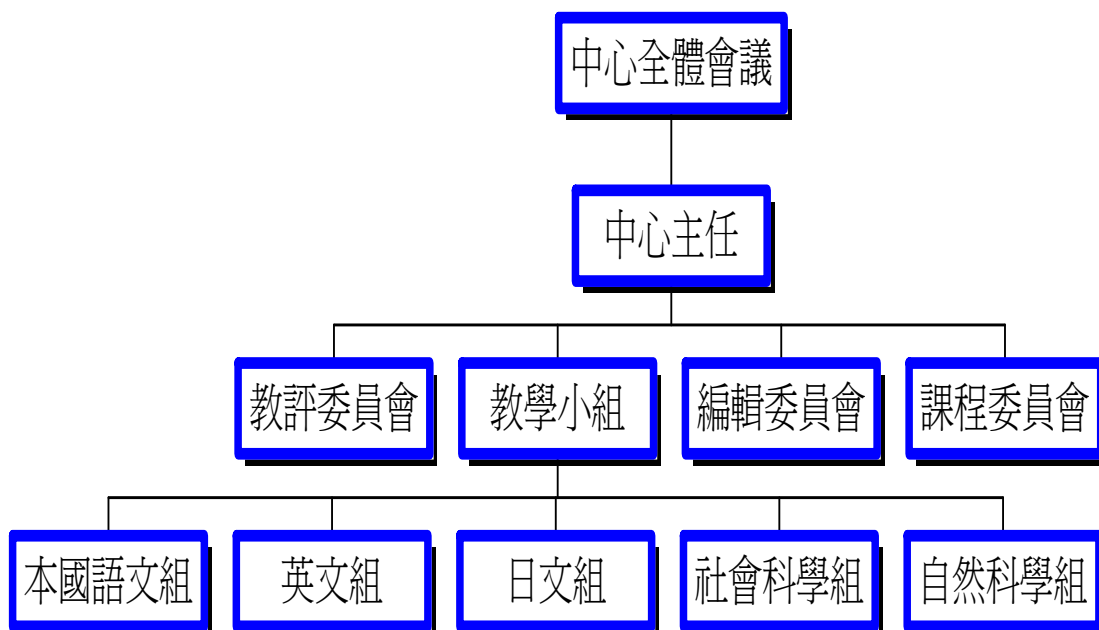 中心全體會議
中心主任
教評委員會
教學小組
編輯委員會
課程委員會
本國語文組
英文組
日文組
社會科學組
自然科學組